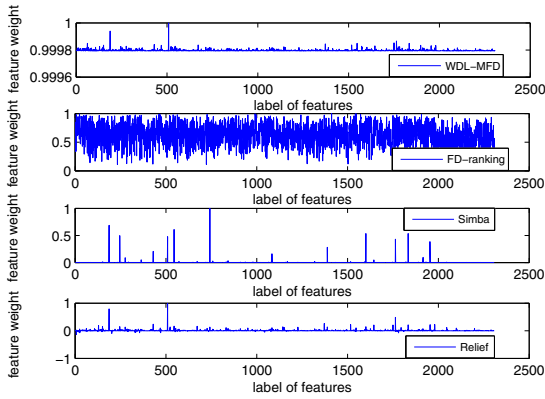 feature weight
1
0.9998
0.9996
0 500 1000 1500 2000 2500
WDL−MFD
label of features
feature weight
1
0.5
0
0 500 1000 1500 2000 2500
FD−ranking
label of features
feature weight
1
0.5
0
0 500 1000 1500 2000 2500
Simba
label of features
feature weight
1
0
−1
0 500 1000 1500 2000 2500
Relief
label of features